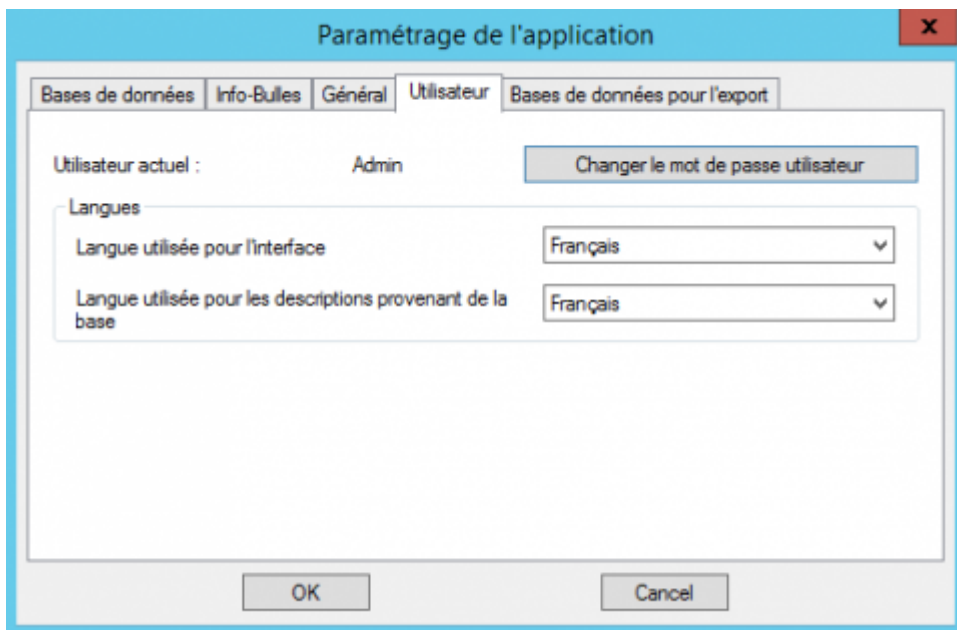 Paramétrage de l'application
x
Bases de données Info-Bulles Général Utilisateur Bases de données pour l'export
Utilisateur actuel : Admin Changer le mot de passe utilisateur
Langues
Langue utilisée pour l'interface Français
Langue utilisée pour les descriptions provenant de la
base
Français
OK Cancel